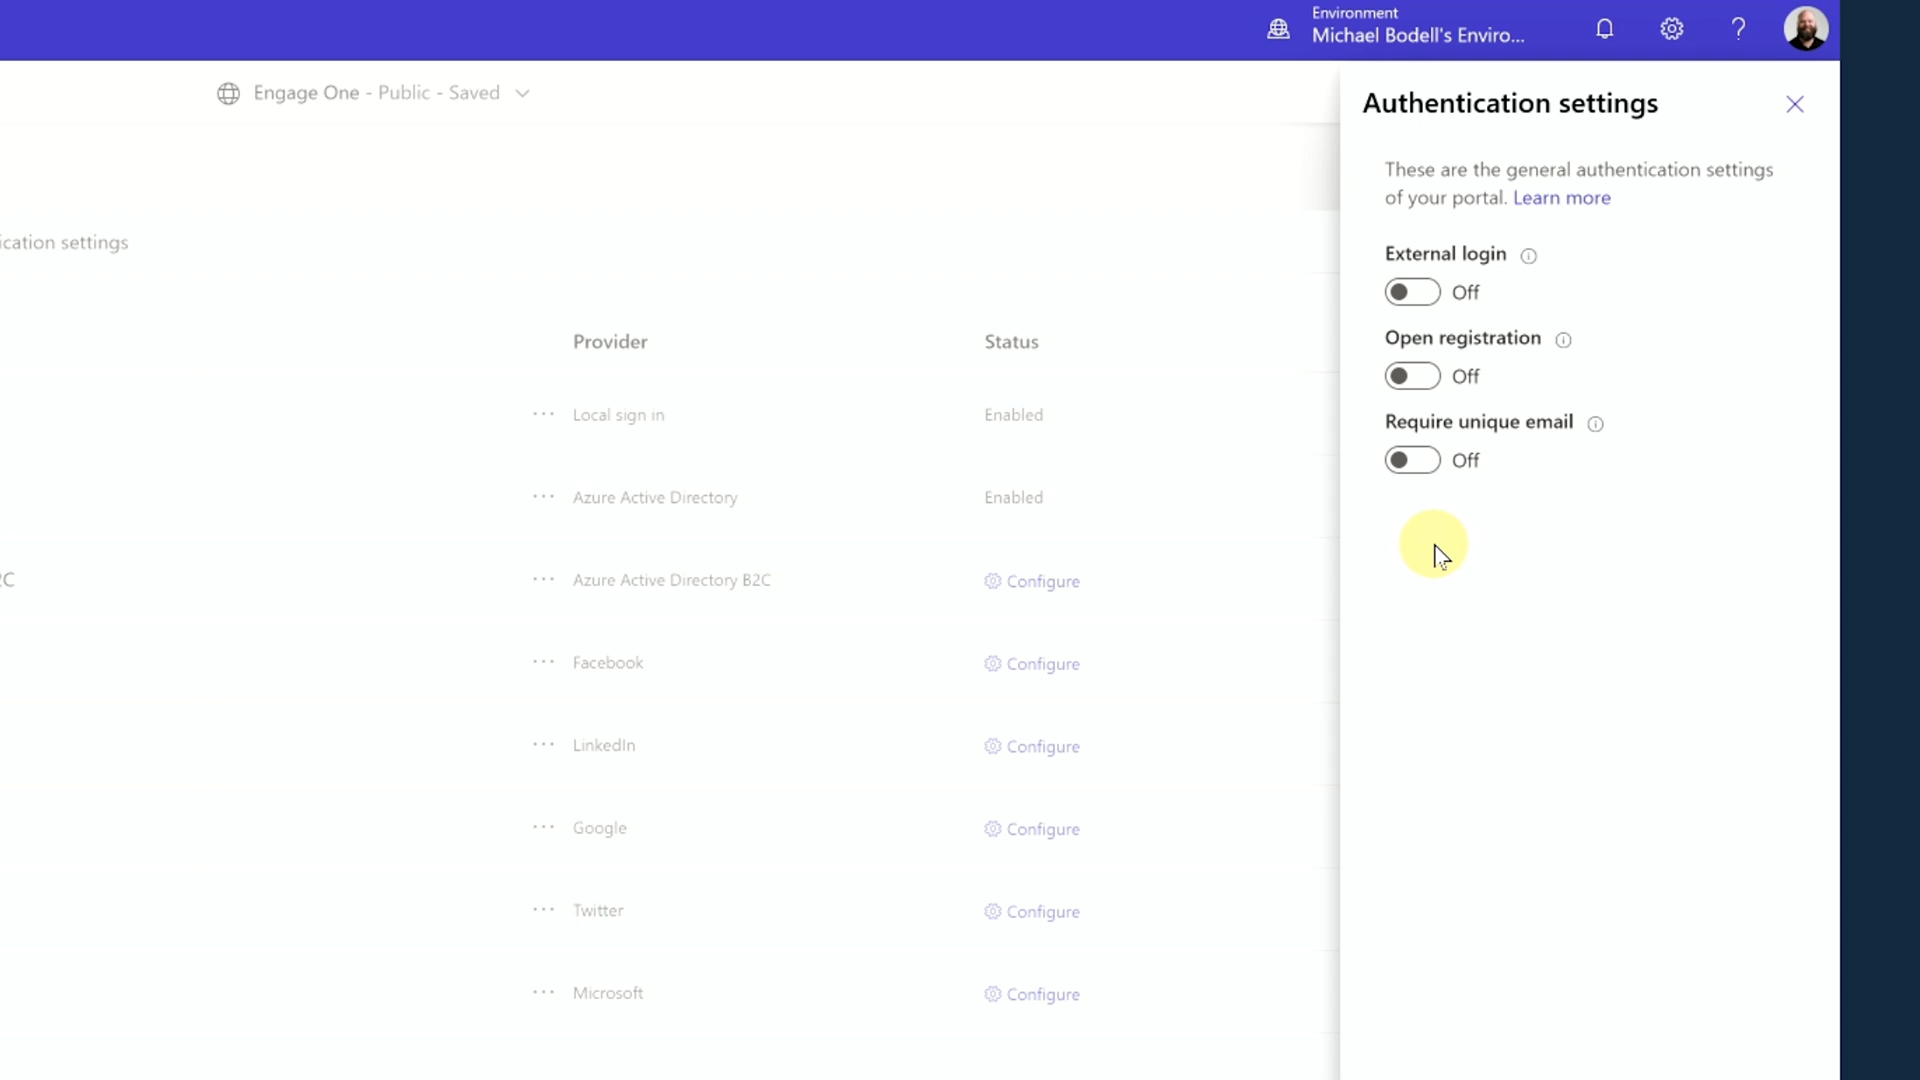 Environment
Michael Bodell's Enviro...
Engage One - Public - Saved
Authentication settings
These are the general authentication settings
of your portal. Learn more
ication settings
External login
Off
Open registration
Off
Require unique email
Off
Provider
Status
Local sign in
Enabled
Azure Active Directory
Enabled
2C
Azure Active Directory B2C
Configure
Facebook
Configure
LinkedIn
Configure
Google
Configure
Twitter
Configure
Microsoft
Configure